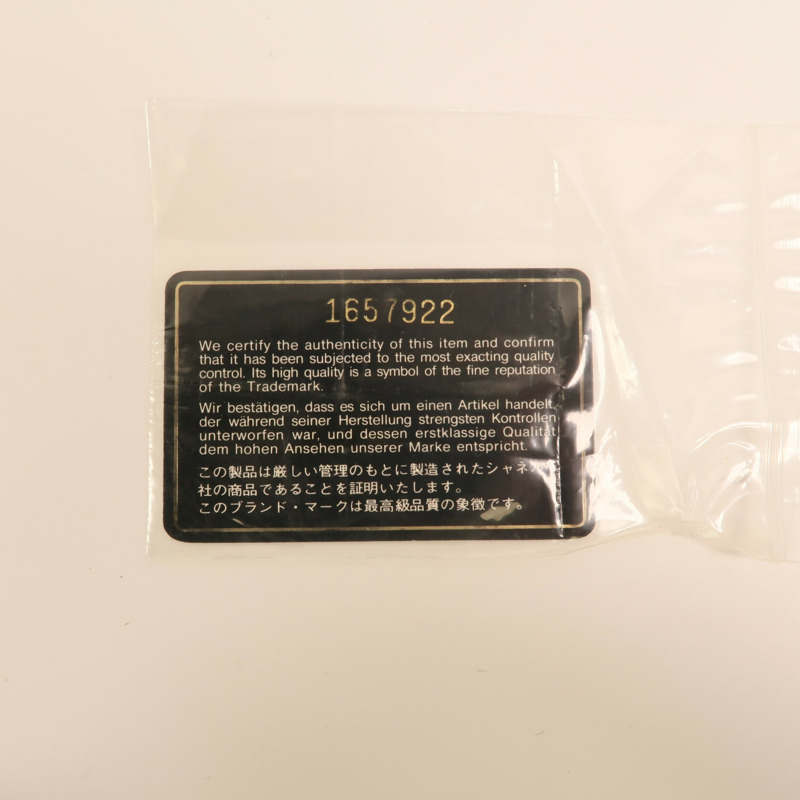 1657922
We certify the authenticity of this item and confirm
that it has been subjected to the most exacting quality
control. Its high quality is a symbol of the fine reputation
of the Trademark.
Wir bestätigen, dass es sich um einen Artikel handelt,
der während seiner Herstellung strengsten Kontrollen
unterworfen war, und dessen erstklassige Qualität
dem hohen Ansehen unserer Marke entspricht.
この製品は厳しい管理のもとに製造されたシャネル
社の商品であることを証明いたします。
このブランド・マークは最高級品質の象徴です。